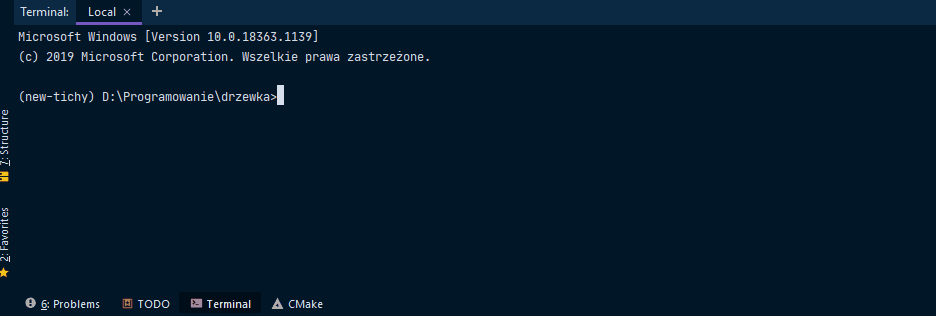 Terminal: Local × +
Microsoft Windows [Version 10.0.18363.1139]
(c) 2019 Microsoft Corporation. Wszelkie prawa zastrzeżone.
(new-tichy) D:\Programowanie\drzewka>
7: Structure
2: Favorites
6: Problems TODO Terminal CMake